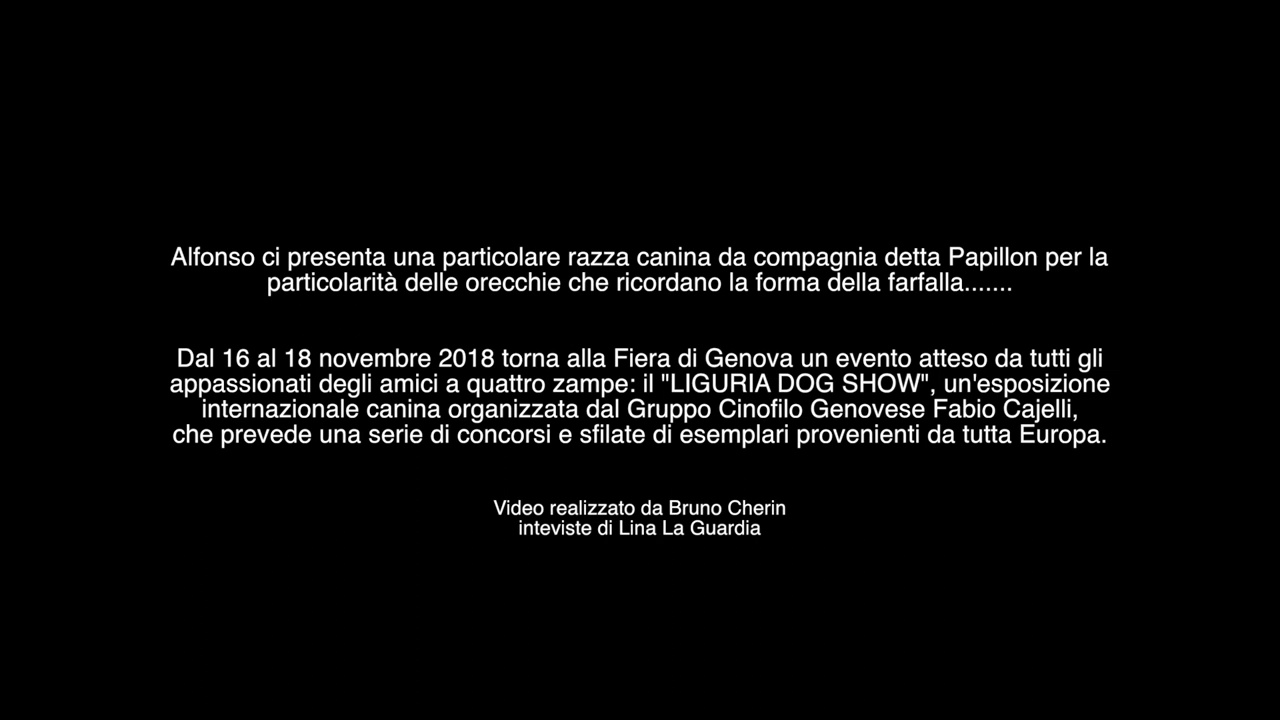 Alfonso ci presenta una particolare razza canina da compagnia detta Papillon per la
particolarità delle orecchie che ricordano la forma della farfalla.......
Dal 16 al 18 novembre 2018 torna alla Fiera di Genova un evento atteso da tutti gli
appassionati degli amici a quattro zampe: il "LIGURIA DOG SHOW", un'esposizione
internazionale canina organizzata dal Gruppo Cinofilo Genovese Fabio Cajelli,
che prevede una serie di concorsi e sfilate di esemplari provenienti da tutta Europa.
Video realizzato da Bruno Cherin
inteviste di Lina La Guardia